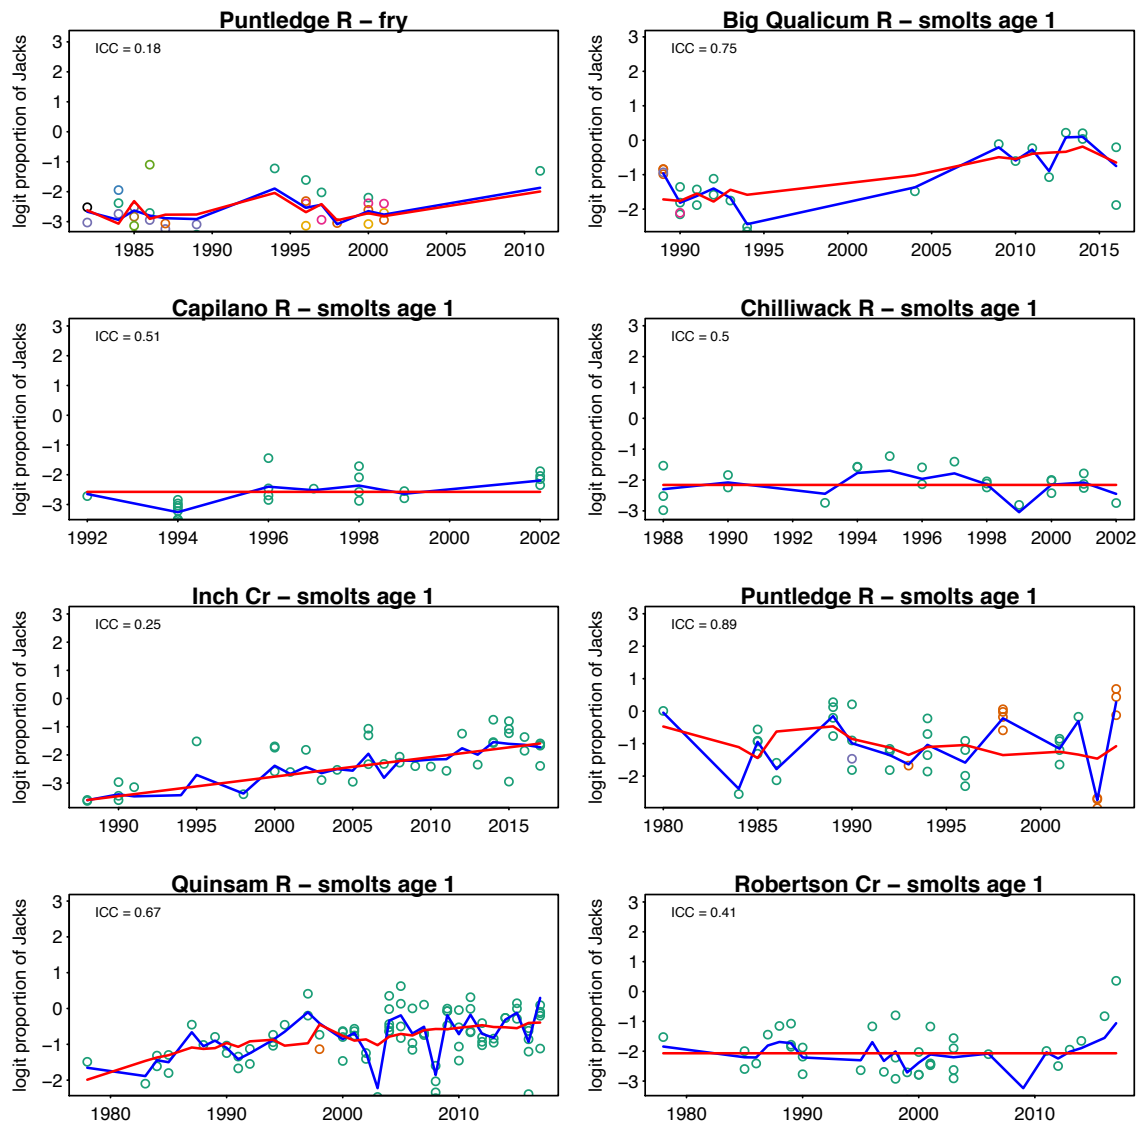 Puntledge R − fry
ICC = 0.18
logit proportion of Jacks
3
2
1
0
−1
−2
−3
1985 1990 1995 2000 2005 2010
Big Qualicum R − smolts age 1
ICC = 0.75
logit proportion of Jacks
3
2
1
0
−1
−2
1990 1995 2000 2005 2010 2015
Capilano R − smolts age 1
ICC = 0.51
logit proportion of Jacks
3
2
1
0
−1
−2
−3
1992 1994 1996 1998 2000 2002
Chilliwack R − smolts age 1
ICC = 0.5
logit proportion of Jacks
3
2
1
0
−1
−2
−3
1988 1990 1992 1994 1996 1998 2000 2002
Inch Cr − smolts age 1
ICC = 0.25
logit proportion of Jacks
3
2
1
0
−1
−2
−3
1990 1995 2000 2005 2010 2015
Puntledge R − smolts age 1
ICC = 0.89
logit proportion of Jacks
3
2
1
0
−1
−2
1980 1985 1990 1995 2000
Quinsam R − smolts age 1
ICC = 0.67
logit proportion of Jacks
3
2
1
0
−1
−2
1980 1990 2000 2010
Robertson Cr − smolts age 1
ICC = 0.41
logit proportion of Jacks
3
2
1
0
−1
−2
−3
1980 1990 2000 2010